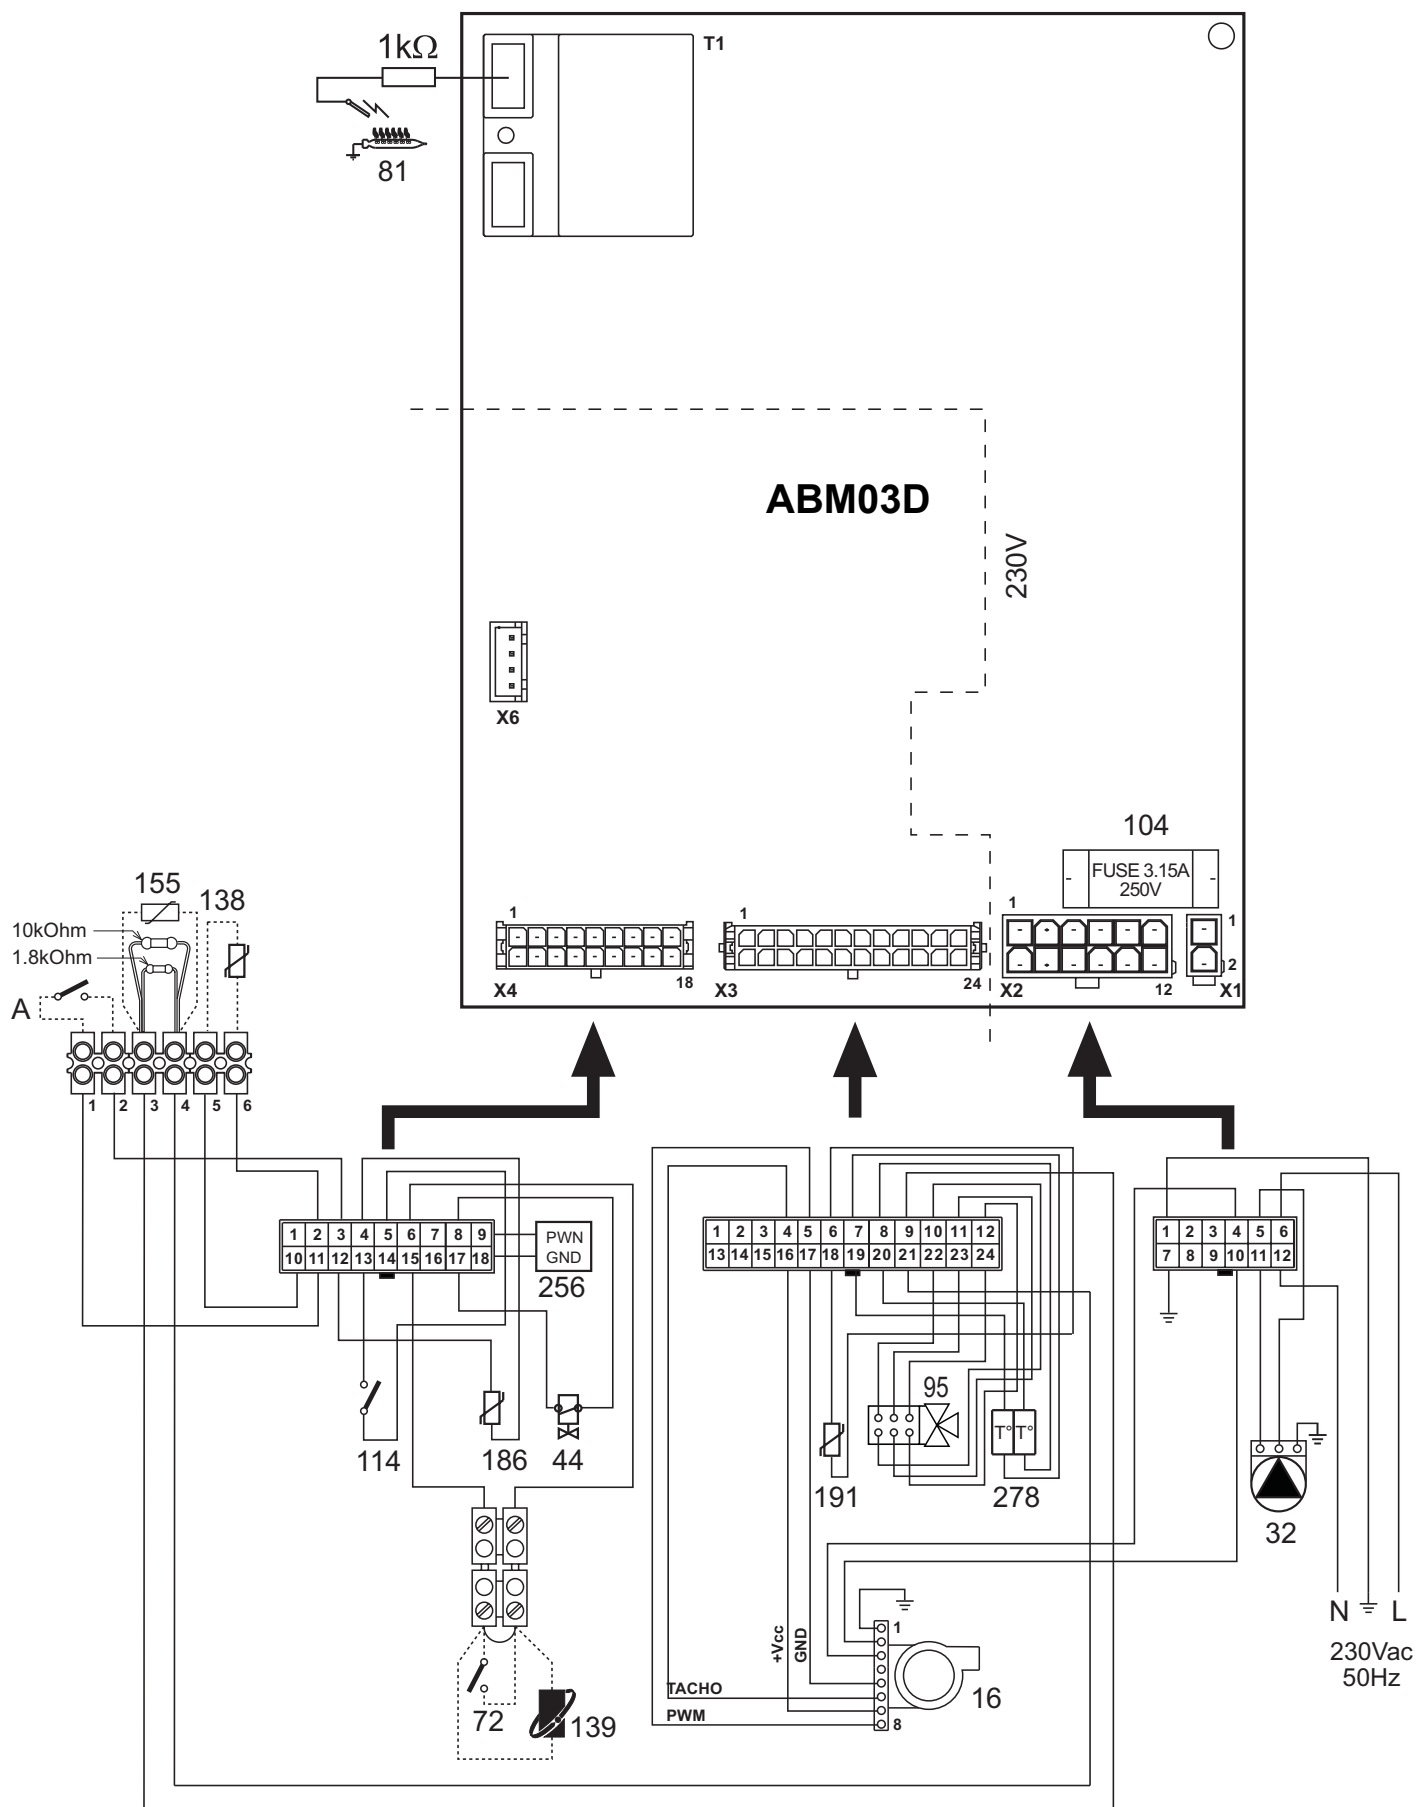 1kΩ
T1
81
ABM03D
230V
X6
104
FUSE 3.15A
250V
155
138
10kOhm
1.8kOhm
A
1
18
X4
1
24
X3
1
12
X2
1
2
X1
1 2 3 4 5 6
1 2 3 4 5 6 7 8 9
10 11 12 13 14 15 16 17 18
PWN
GND
256
1 2 3 4 5 6 7 8 9 10 11 12
13 14 15 16 17 18 19 20 21 22 23 24
1 2 3 4 5 6
7 8 9 10 11 12
114
186
44
191
95
T° T°
278
32
N
L
230Vac
50Hz
+Vcc
GND
TACHO
PWM
1
8
16
72
139